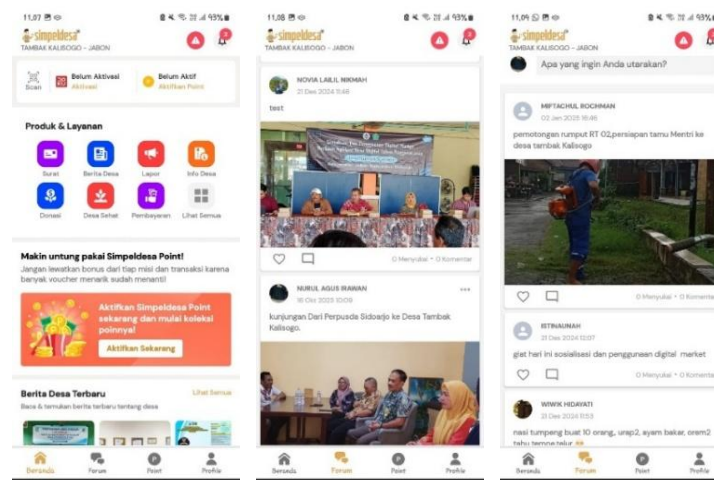 11,07
93%
simpeldesa
TAMBAK KALISOGO - JABON
3
Scan
Belum Aktivasi
Aktivasi
Belum Aktif
Aktifkan Point
Produk & Layanan
Surat
Berita Desa
Lapor
Info Desa
Donasi
Desa Sehat
Pembayaran
Lihat Semua
Makin untung pakai Simpeldesa Point!
Jangan lewatkan bonus dari tiap misi dan transaksi karena
banyak voucher menarik sudah menanti!
Aktifkan Simpeldesa Point
sekarang dan mulai koleksi
poinnya!
Aktifkan Sekarang
Berita Desa Terbaru
Lihat Semua
Baca & temukan berita terbaru tentang desa
Beranda
Forum
Point
Profile
11,08
93%
simpeldesa
TAMBAK KALISOGO - JABON
3
NOVIA LAILIL NIKMAH
21 Des 2024 11:48
test
0 Menyukai • 0 Komentar
NURUL AGUS IRAWAN
16 Okt 2023 10:09
kunjungan Dari Perpusda Sidoarjo ke Desa Tambak
Kalisogo.
Beranda
Forum
Point
Profile
11,09
93%
simpeldesa
TAMBAK KALISOGO - JABON
Apa yang ingin Anda utarakan?
MIFTACHUL ROCHMAN
02 Jan 2025 16:46
pemotongan rumput RT 02,persiapan tamu Mentri ke
desa tambak Kalisogo
0 Menyukai • 0 Komentar
ISTINAUNAH
21 Des 2024 12:07
giat hari ini sosialisesi dan penggunaan digital market
0 Menyukai • 0 Komentar
WIWIK HIDAYATI
21 Des 2024 11:53
nasi tumpeng buat 10 orang,, urap2, ayam bakar, orem2
tahu tempe telur
Beranda
Forum
Point
Profile